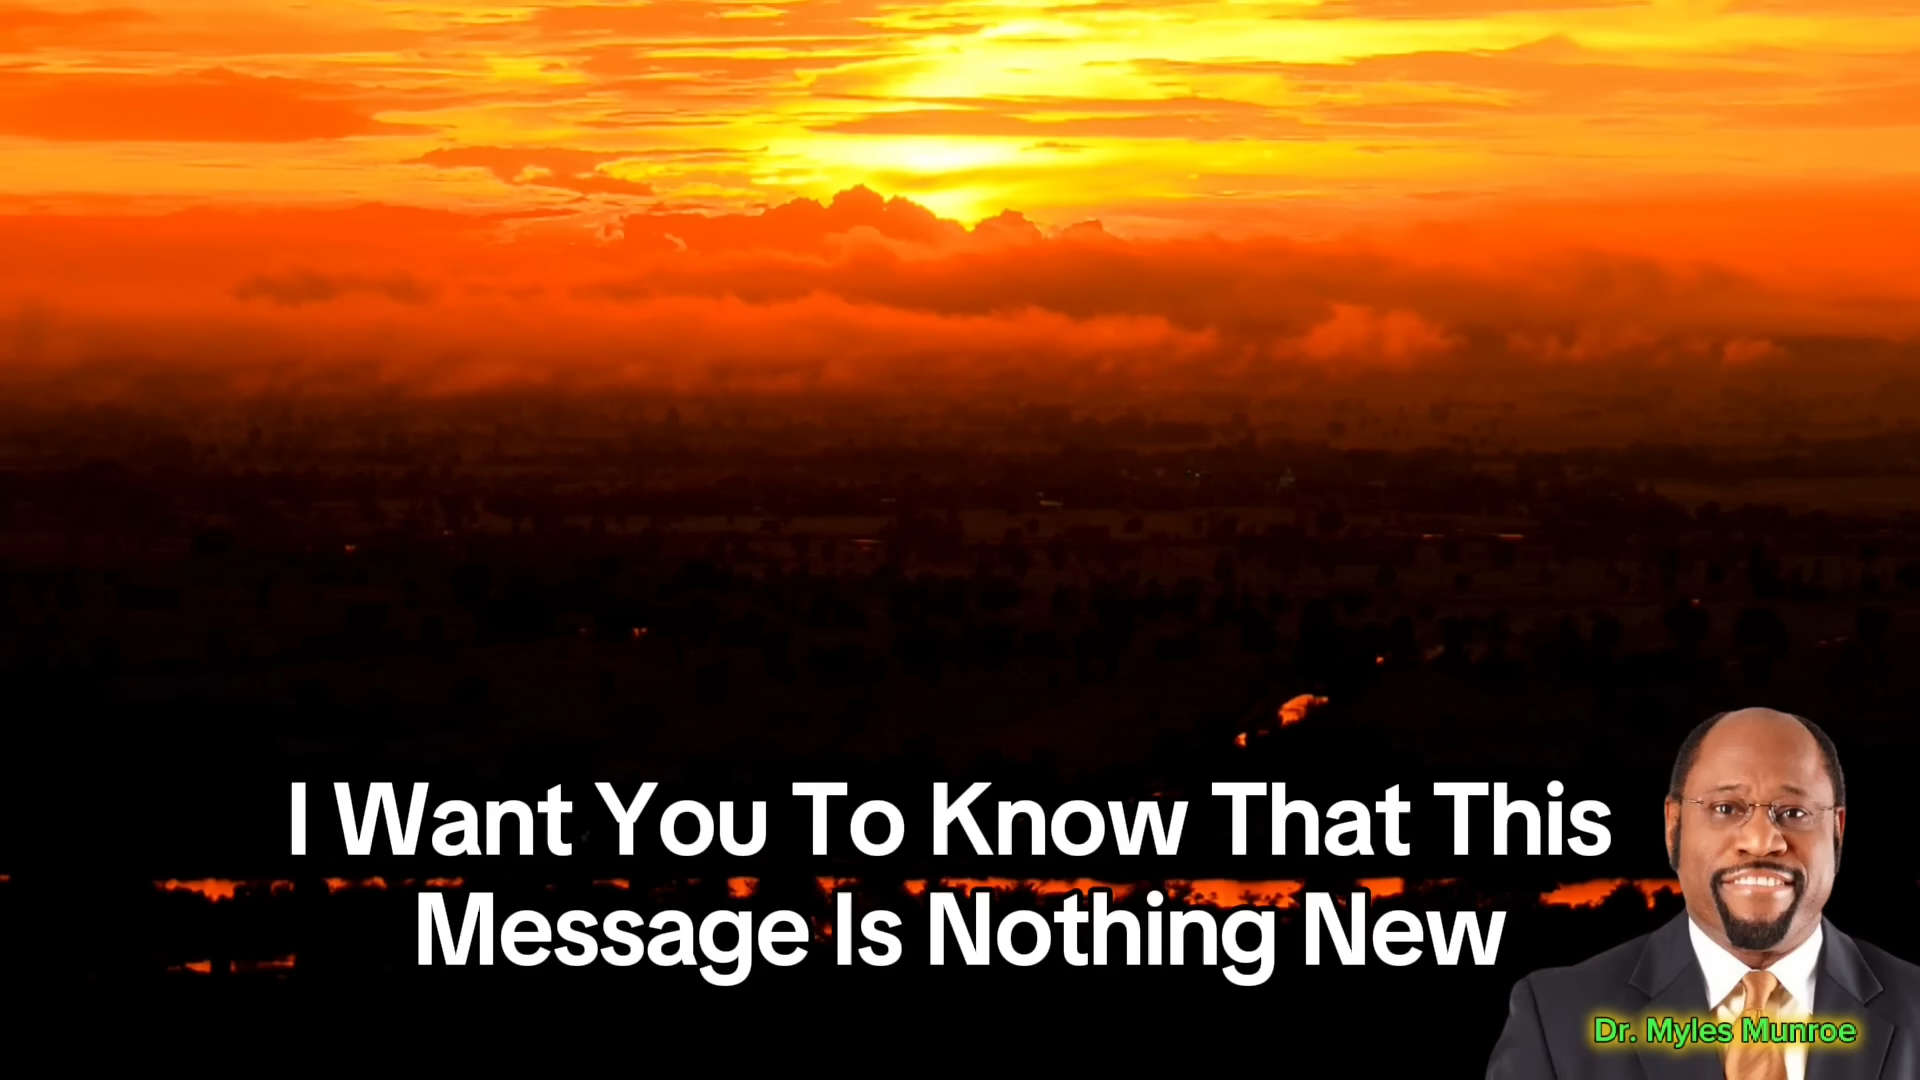 I Want You To Know That This
Message Is Nothing New
Dr. Myles Munroe